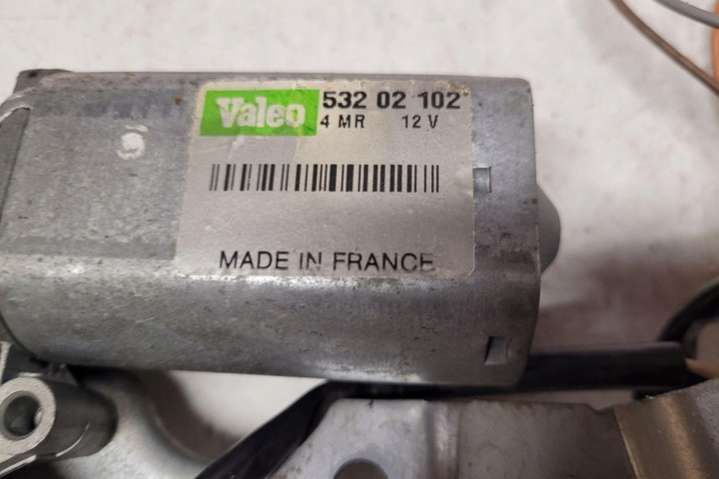 Valeo 532 02 102
4 MR 12 V
MADE IN FRANCE